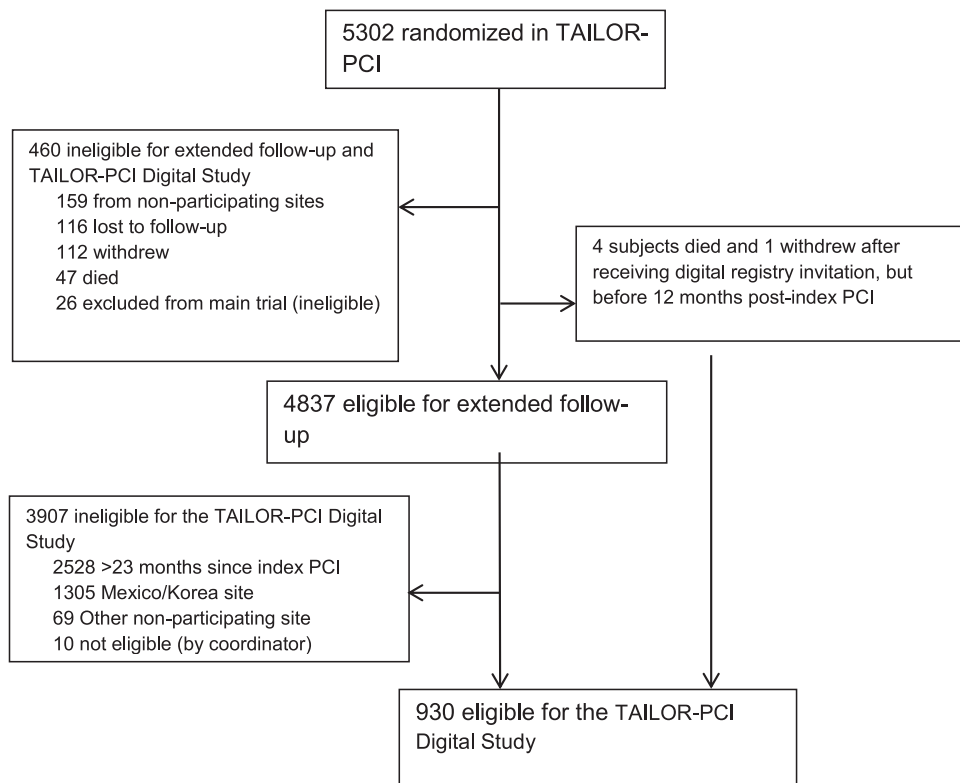 5302 randomized in TAILOR-
PCI
460 ineligible for extended follow-up and
TAILOR-PCI Digital Study
159 from non-participating sites
116 lost to follow-up
112 withdrew
47 died
26 excluded from main trial (ineligible)
4 subjects died and 1 withdrew after
receiving digital registry invitation, but
before 12 months post-index PCI
4837 eligible for extended follow-
up
3907 ineligible for the TAILOR-PCI Digital
Study
2528 >23 months since index PCI
1305 Mexico/Korea site
69 Other non-participating site
10 not eligible (by coordinator)
930 eligible for the TAILOR-PCI
Digital Study